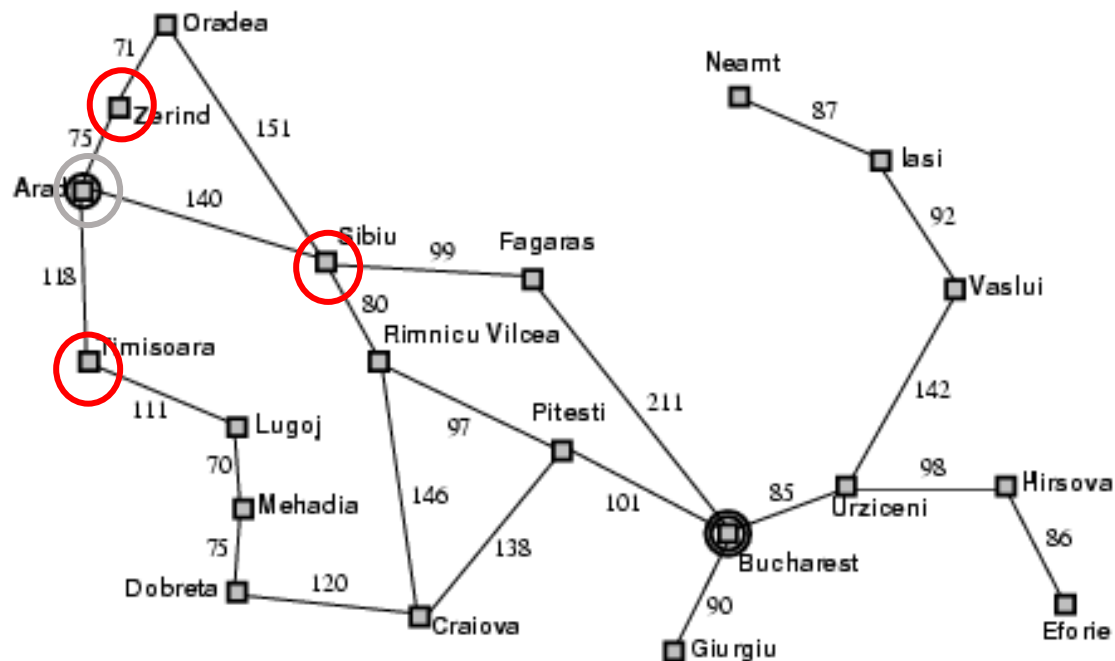 Oradea
71
Neamt
Zerind
87
75
151
Iasi
Arad
140
92
Sibiu
99
Fagaras
118
Vaslui
80
Timisoara
Rimnicu Vilcea
142
111
211
Pitesti
Lugoj
97
70
98
Hirsova
146
101
85
Urziceni
Mehadia
86
75
138
Bucharest
Dobreta
120
90
Craiova
Eforie
Giurgiu